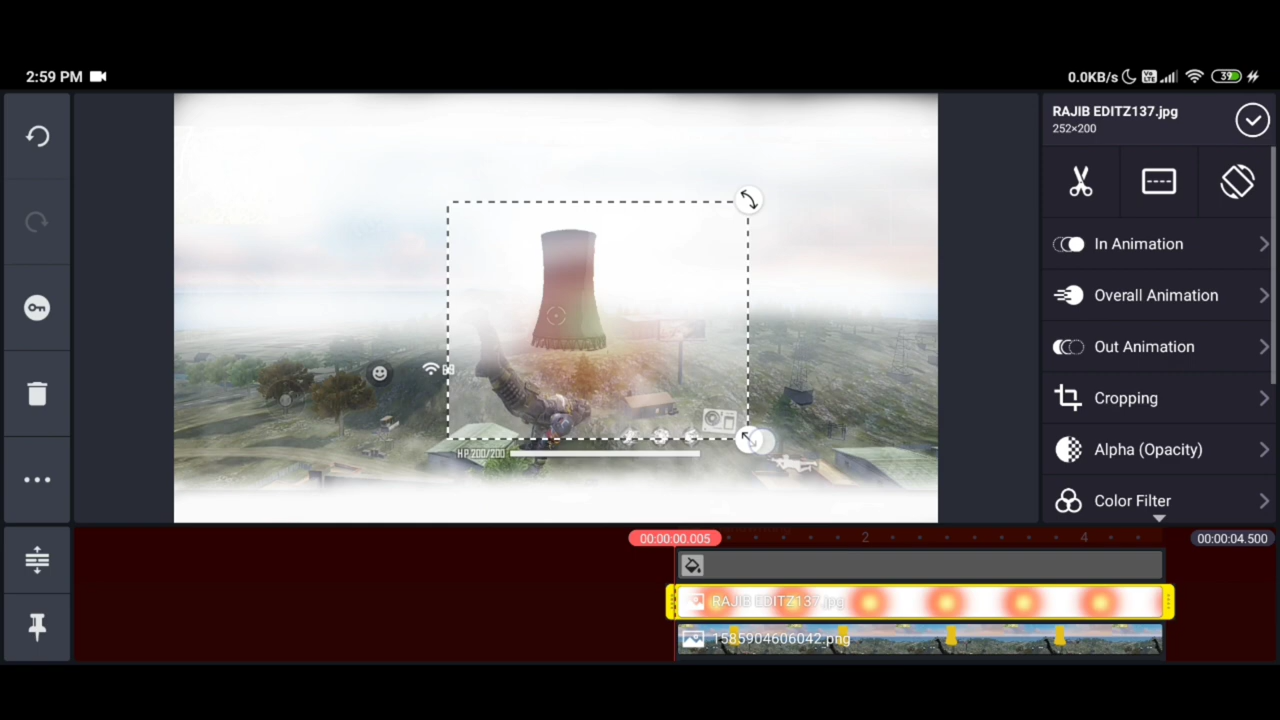 2:59 PM
0.0KB/s Vo LTE 39
RAJIB EDITZ137.jpg
252×200
In Animation
Overall Animation
Out Animation
Cropping
Alpha (Opacity)
Color Filter
HP 200/200
00:00:00.005
2
4
00:00:04.500
RAJIB EDITZ137.jpg
1585904606042.png